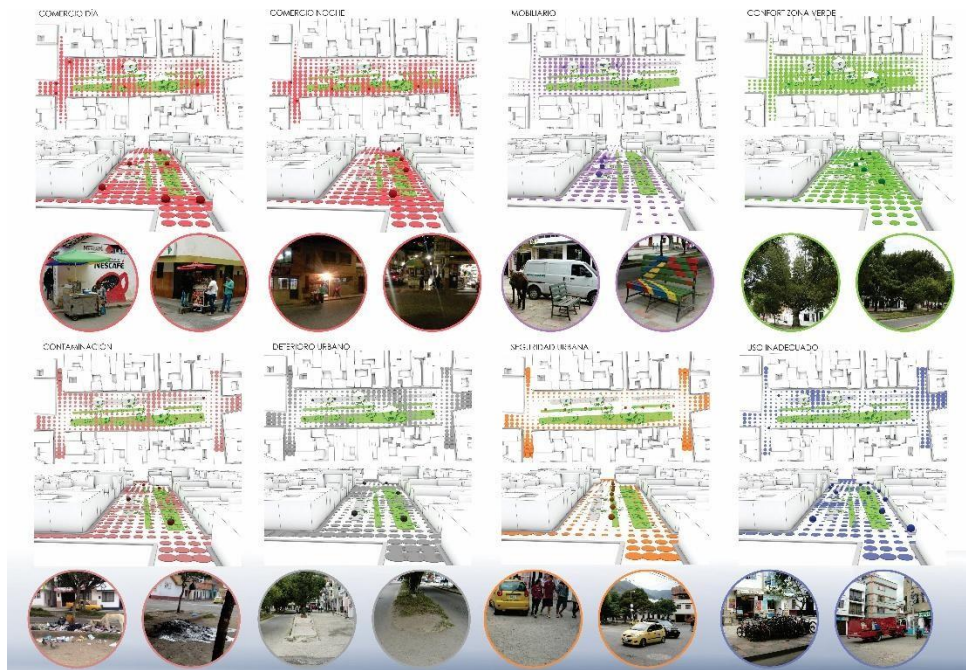 COMERCIO DÍA
COMERCIO NOCHE
MOBILIARIO
CONFORT ZONA VERDE
NESCAFÉ
CONTAMINACIÓN
DETERIORO URBANO
SEGURIDAD URBANA
USO INADECUADO